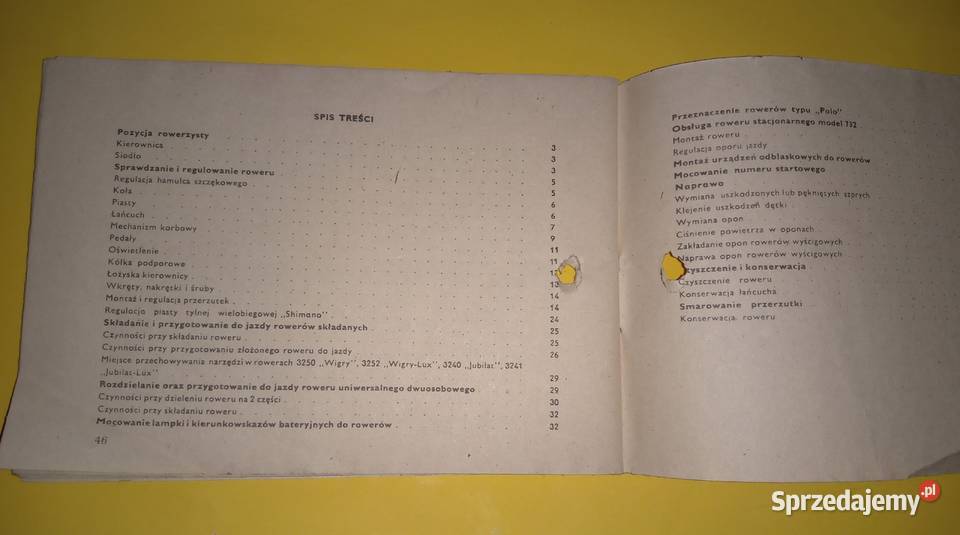 SPIS TREŚCI
Pozycja rowerzysty 3
Kierownica 3
Siodło 3
Sprawdzanie i regulowanie roweru 5
Regulacja hamulca szczękowego 5
Koła 6
Piasty 6
Łańcuch 7
Mechanizm korbowy 9
Pedały 11
Oświetlenie 11
Kółka podporowe 12
Łożyska kierownicy 13
Wkręty, nakrętki i śruby 14
Montaż i regulacja przerzutek 14
Regulacja piasty tylnej wielobiegowej „Shimano” 24
Składanie i przygotowanie do jazdy rowerów składanych 25
Czynności przy składaniu roweru 25
Czynności przy przygotowaniu złożonego roweru do jazdy 26
Miejsce przechowywania narzędzi w rowerach 3250 „Wigry”, 3252 „Wigry-Lux”, 3240 „Jubilat”, 3241
„Jubilat-Lux” 29
Rozdzielanie oraz przygotowanie do jazdy roweru uniwersalnego dwuosobowego 29
Czynności przy dzieleniu roweru na 2 części 30
Czynności przy składaniu roweru 32
Mocowanie lampki i kierunkowskazów bateryjnych do rowerów 32
46
Przeznaczenie rowerów typu „Polo”
Obsługa roweru stacjonarnego model 732
Montaż roweru
Regulacja oporu jazdy
Montaż urządzeń odblaskowych do rowerów
Mocowanie numeru startowego
Naprawa
Wymiana uszkodzonych lub pękniętych szprych
Klejenie uszkodzeń dętki
Wymiana opon
Ciśnienie powietrza w oponach
Zakładanie opon rowerów wyścigowych
Naprawa opon rowerów wyścigowych
Czyszczenie i konserwacja
Czyszczenie roweru
Konserwacja łańcucha
Smarowanie przerzutki
Konserwacja roweru
Sprzedajemy.pl